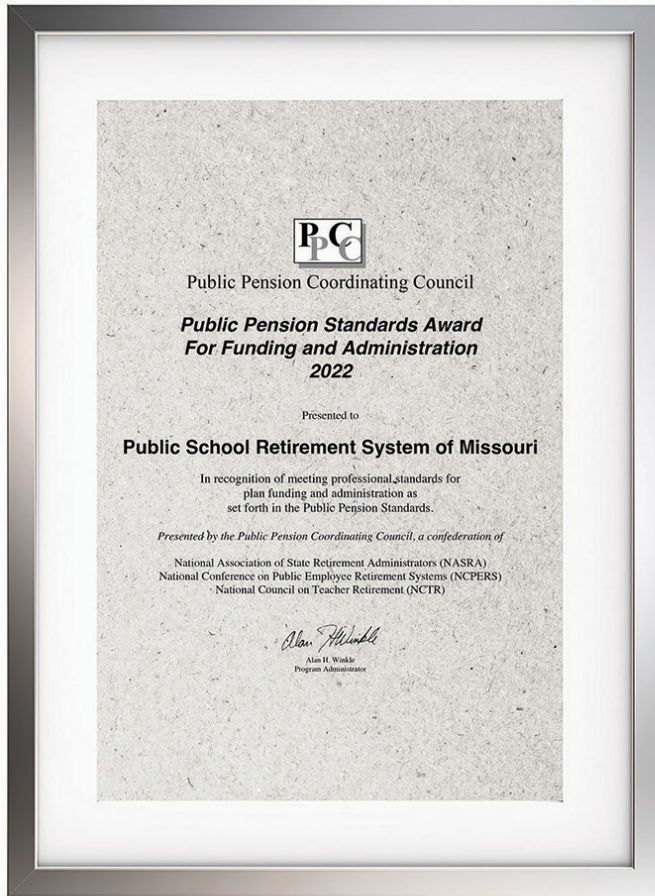 PPCC
Public Pension Coordinating Council
Public Pension Standards Award
For Funding and Administration
2022
Presented to
Public School Retirement System of Missouri
In recognition of meeting professional standards for
plan funding and administration as
set forth in the Public Pension Standards.
Presented by the Public Pension Coordinating Council, a confederation of
National Association of State Retirement Administrators (NASRA)
National Conference on Public Employee Retirement Systems (NCPERS)
National Council on Teacher Retirement (NCTR)
Alan H Winkle
Alan H. Winkle
Program Administrator